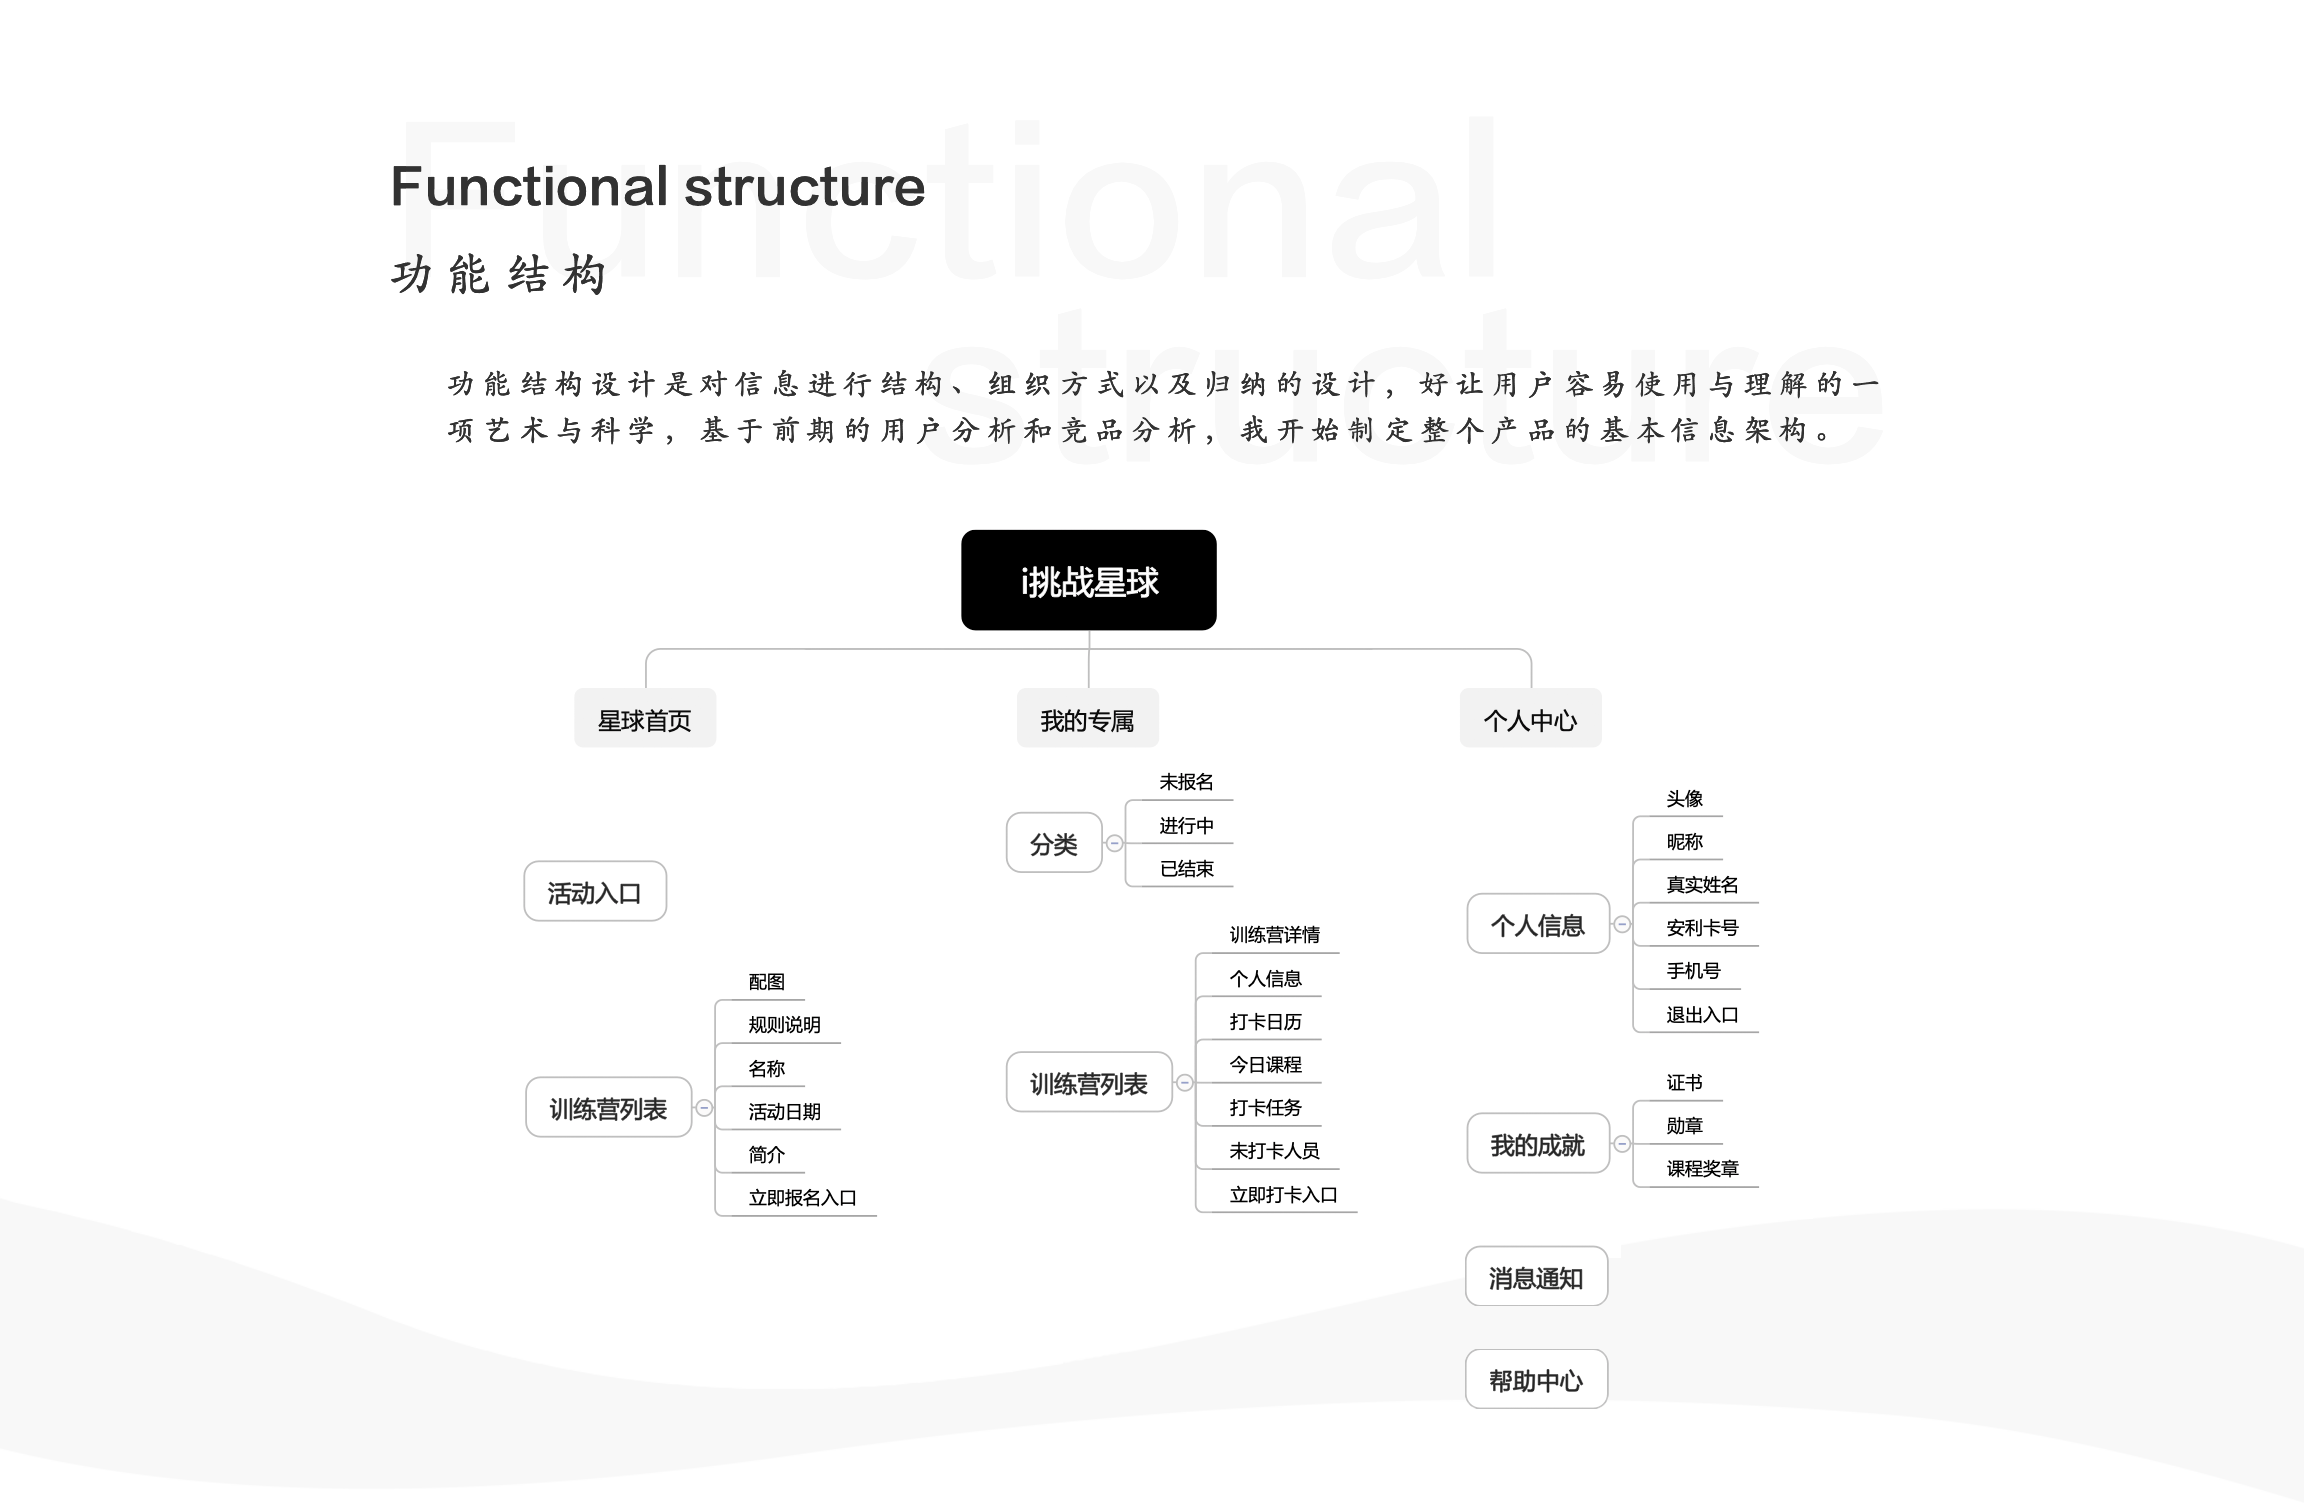 Functional
structure
Functional structure
功能结构
功能结构设计是对信息进行结构、组织方式以及归纳的设计，好让用户容易使用与理解的一
项艺术与科学，基于前期的用户分析和竞品分析，我开始制定整个产品的基本信息架构。
i挑战星球
星球首页
活动入口
训练营列表
配图
规则说明
名称
活动日期
简介
立即报名入口
我的专属
分类
未报名
进行中
已结束
训练营列表
训练营详情
个人信息
打卡日历
今日课程
打卡任务
未打卡人员
立即打卡入口
个人中心
个人信息
头像
昵称
真实姓名
安利卡号
手机号
退出入口
我的成就
证书
勋章
课程奖章
消息通知
帮助中心